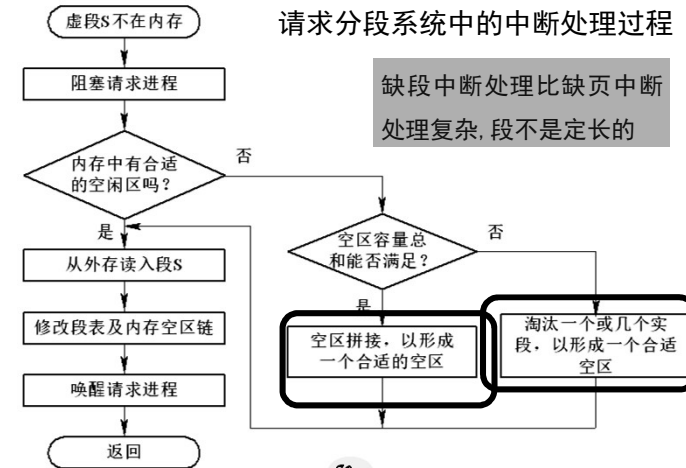 请求分段系统中的中断处理过程
缺段中断处理比缺页中断
处理复杂,段不是定长的
虚段S不在内存
阻塞请求进程
内存中有合适
的空闲区吗？
否
是
从外存读入段S
修改段表及内存空区链
唤醒请求进程
返回
空区容量总
和能否满足？
否
是
空区拼接，以形成
一个合适的空区
淘汰一个或几个实
段，以形成一个合适
空区